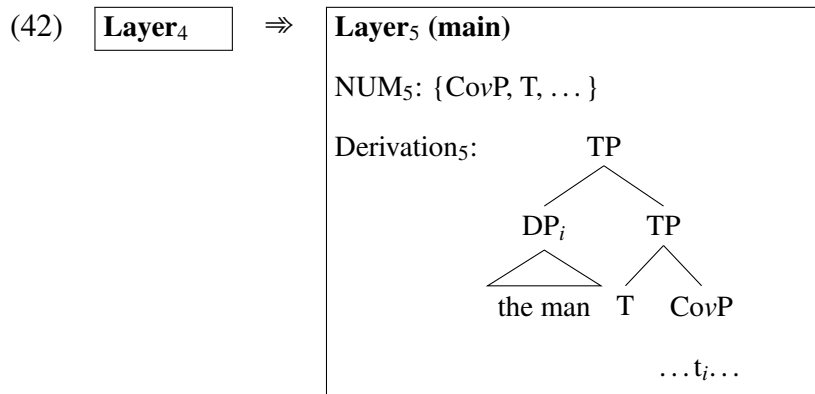 (42) Layer₄ ⇛ Layer₅ (main)
NUM₅: {CovP, T, … }
Derivation₅: TP
DPᵢ TP
the man T CovP
…tᵢ…